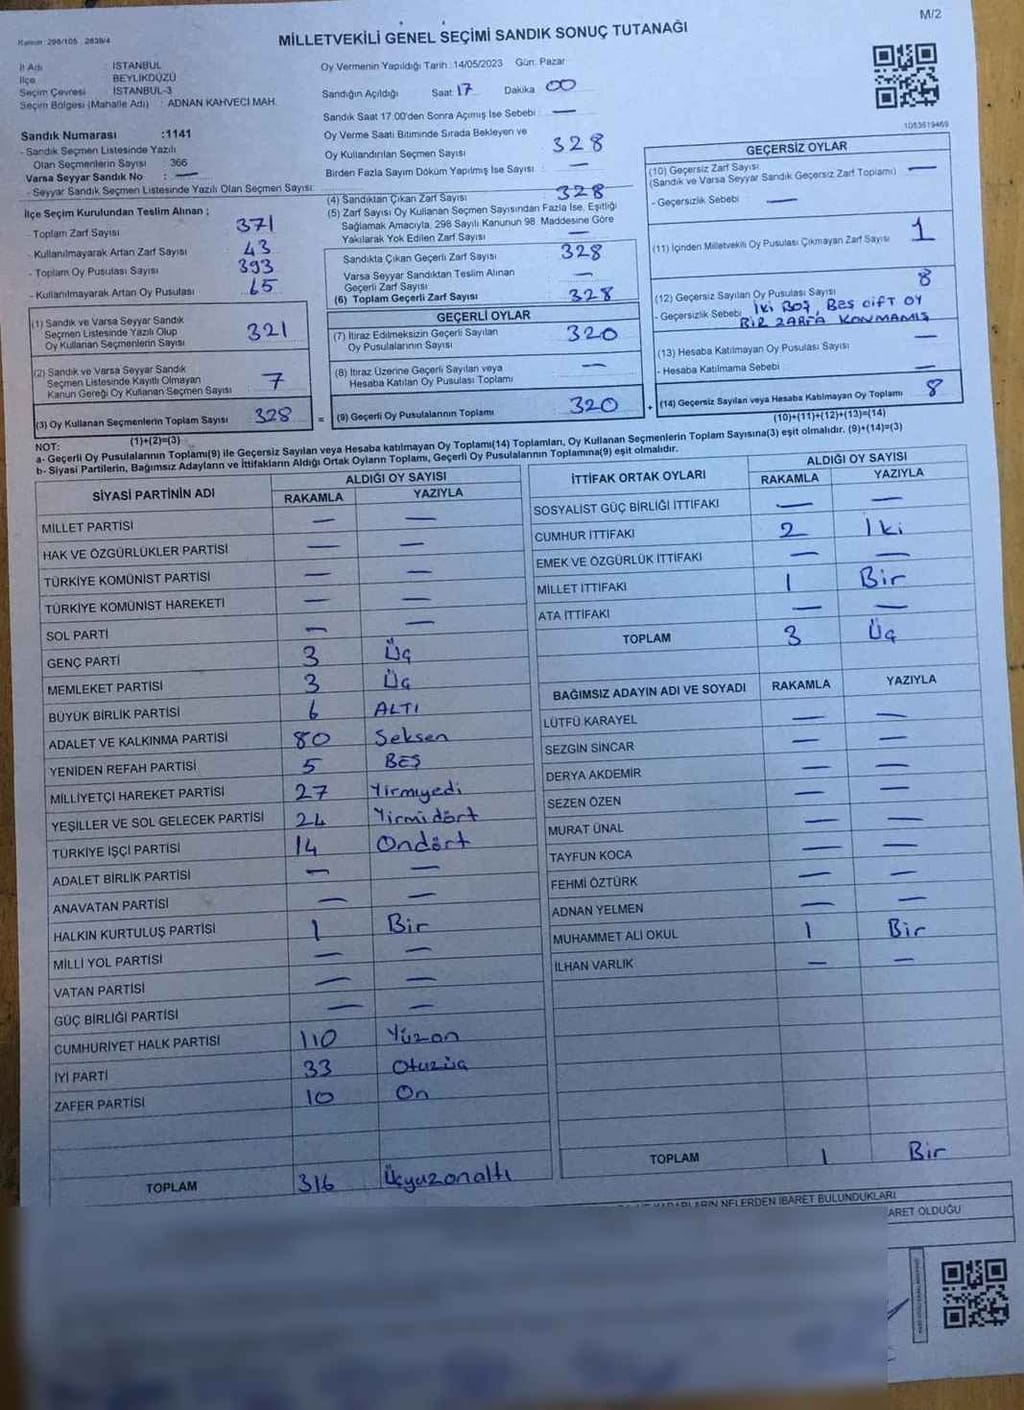 M/2
Kanun 298/105 2839/4
MİLLETVEKİLİ GENEL SEÇİMİ SANDIK SONUÇ TUTANAĞI
İl Adı : İSTANBUL
İlçe : BEYLİKDÜZÜ
Seçim Çevresi : İSTANBUL-3
Seçim Bölgesi (Mahalle Adı) : ADNAN KAHVECİ MAH.
Sandık Numarası :1141
- Sandık Seçmen Listesinde Yazılı
Olan Seçmenlerin Sayısı : 366
Varsa Seyyar Sandık No : —
- Seyyar Sandık Seçmen Listesinde Yazılı Olan Seçmen Sayısı:
Oy Vermenin Yapıldığı Tarih :14/05/2023 Gün: Pazar
Sandığın Açıldığı Saat 17 Dakika 00
Sandık Saat 17.00'den Sonra Açımış İse Sebebi : —
Oy Verme Saati Bitiminde Sırada Bekleyen ve
Oy Kullandırılan Seçmen Sayısı 328
Birden Fazla Sayım Döküm Yapılmış İse Sayısı : —
1083619469
İlçe Seçim Kurulundan Teslim Alınan ;
- Toplam Zarf Sayısı 371
- Kullanılmayarak Artan Zarf Sayısı 43
- Toplam Oy Pusulası Sayısı 393
- Kullanılmayarak Artan Oy Pusulası 65
(1) Sandık ve Varsa Seyyar Sandık
Seçmen Listesinde Yazılı Olup
Oy Kullanan Seçmenlerin Sayısı 321
(2) Sandık ve Varsa Seyyar Sandık
Seçmen Listesinde Kayıtlı Olmayan
Kanun Gereği Oy Kullanan Seçmen Sayısı 7
(3) Oy Kullanan Seçmenlerin Toplam Sayısı 328 =
(1)+(2)=(3)
(4) Sandıktan Çıkan Zarf Sayısı 328
(5) Zarf Sayısı Oy Kullanan Seçmen Sayısından Fazla İse, Eşitliği
Sağlamak Amacıyla, 298 Sayılı Kanunun 98. Maddesine Göre
Yakılarak Yok Edilen Zarf Sayısı —
Sandıkta Çıkan Geçerli Zarf Sayısı 328
Varsa Seyyar Sandıktan Teslim Alınan
Geçerli Zarf Sayısı —
(6) Toplam Geçerli Zarf Sayısı 328
GEÇERLİ OYLAR
(7) İtiraz Edilmeksizin Geçerli Sayılan
Oy Pusulalarının Sayısı 320
(8) İtiraz Üzerine Geçerli Sayılan veya
Hesaba Katılan Oy Pusulası Toplamı —
(9) Geçerli Oy Pusulalarının Toplamı 320 +
GEÇERSİZ OYLAR
(10) Geçersiz Zarf Sayısı —
(Sandık ve Varsa Seyyar Sandık Geçersiz Zarf Toplamı)
- Geçersizlik Sebebi —
(11) İçinden Milletvekili Oy Pusulası Çıkmayan Zarf Sayısı 1
(12) Geçersiz Sayılan Oy Pusulası Sayısı 8
- Geçersizlik Sebebi İki BOŞ, BEŞ ÇİFT OY
BİR ZARFA KONMAMIŞ
(13) Hesaba Katılmayan Oy Pusulası Sayısı —
- Hesaba Katılmama Sebebi —
(14) Geçersiz Sayılan veya Hesaba Katılmayan Oy Toplamı 8
(10)+(11)+(12)+(13)=(14)
NOT:
a- Geçerli Oy Pusulalarının Toplamı(9) ile Geçersiz Sayılan veya Hesaba katılmayan Oy Toplamı(14) Toplamları, Oy Kullanan Seçmenlerin Toplam Sayısına(3) eşit olmalıdır. (9)+(14)=(3)
b- Siyasi Partilerin, Bağımsız Adayların ve İttifakların Aldığı Ortak Oyların Toplamı, Geçerli Oy Pusulalarının Toplamına(9) eşit olmalıdır.
SİYASİ PARTİNİN ADI ALDIĞI OY SAYISI
RAKAMLA YAZIYLA
MİLLET PARTİSİ — —
HAK VE ÖZGÜRLÜKLER PARTİSİ — —
TÜRKİYE KOMÜNİST PARTİSİ — —
TÜRKİYE KOMÜNİST HAREKETİ — —
SOL PARTİ — —
GENÇ PARTİ 3 Üç
MEMLEKET PARTİSİ 3 Üç
BÜYÜK BİRLİK PARTİSİ 6 ALTI
ADALET VE KALKINMA PARTİSİ 80 Seksen
YENİDEN REFAH PARTİSİ 5 BEŞ
MİLLİYETÇİ HAREKET PARTİSİ 27 Yirmiyedi
YEŞİLLER VE SOL GELECEK PARTİSİ 24 Yirmidört
TÜRKİYE İŞÇİ PARTİSİ 14 Ondört
ADALET BİRLİK PARTİSİ — —
ANAVATAN PARTİSİ — —
HALKIN KURTULUŞ PARTİSİ 1 Bir
MİLLİ YOL PARTİSİ — —
VATAN PARTİSİ — —
GÜÇ BİRLİĞİ PARTİSİ — —
CUMHURİYET HALK PARTİSİ 110 Yüzon
İYİ PARTİ 33 Otuzüç
ZAFER PARTİSİ 10 On
TOPLAM 316 Üçyüzonaltı
İTTİFAK ORTAK OYLARI ALDIĞI OY SAYISI
RAKAMLA YAZIYLA
SOSYALİST GÜÇ BİRLİĞİ İTTİFAKI — —
CUMHUR İTTİFAKI 2 İki
EMEK VE ÖZGÜRLÜK İTTİFAKI — —
MİLLET İTTİFAKI 1 Bir
ATA İTTİFAKI — —
TOPLAM 3 Üç
BAĞIMSIZ ADAYIN ADI VE SOYADI RAKAMLA YAZIYLA
LÜTFÜ KARAYEL — —
SEZGİN SİNCAR — —
DERYA AKDEMİR — —
SEZEN ÖZEN — —
MURAT ÜNAL — —
TAYFUN KOCA — —
FEHMİ ÖZTÜRK — —
ADNAN YELMEN — —
MUHAMMET ALİ OKUL 1 Bir
İLHAN VARLIK — —
TOPLAM 1 Bir
NELERDEN İBARET BULUNDUKLARI
ARET OLDUĞU